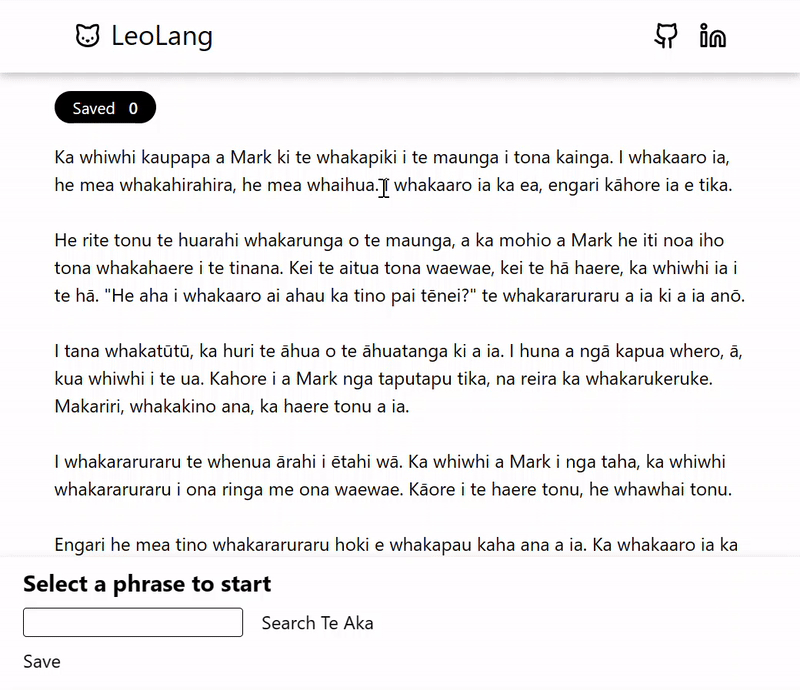 LeoLang
Saved 0
Ka whiwhi kaupapa a Mark ki te whakapiki i te maunga i tona kainga. I whakaaro ia,
he mea whakahirahira, he mea whaihua. I whakaaro ia ka ea, engari kāhore ia e tika.
He rite tonu te huarahi whakarunga o te maunga, a ka mohio a Mark he iti noa iho
tona whakahaere i te tinana. Kei te aitua tona waewae, kei te hā haere, ka whiwhi ia i
te hā. "He aha i whakaaro ai ahau ka tino pai tēnei?" te whakararuraru a ia ki a ia anō.
I tana whakatūtū, ka huri te āhua o te āhuatanga ki a ia. I huna a ngā kapua whero, ā,
kua whiwhi i te ua. Kahore i a Mark nga taputapu tika, na reira ka whakarukeruke.
Makariri, whakakino ana, ka haere tonu a ia.
I whakararuraru te whenua ārahi i ētahi wā. Ka whiwhi a Mark i nga taha, ka whiwhi
whakararuraru i ona ringa me ona waewae. Kāore i te haere tonu, he whawhai tonu.
Engari he mea tino whakararuraru hoki e whakapau kaha ana a ia. Ka whakaaro ia ka
Select a phrase to start
Search Te Aka
Save